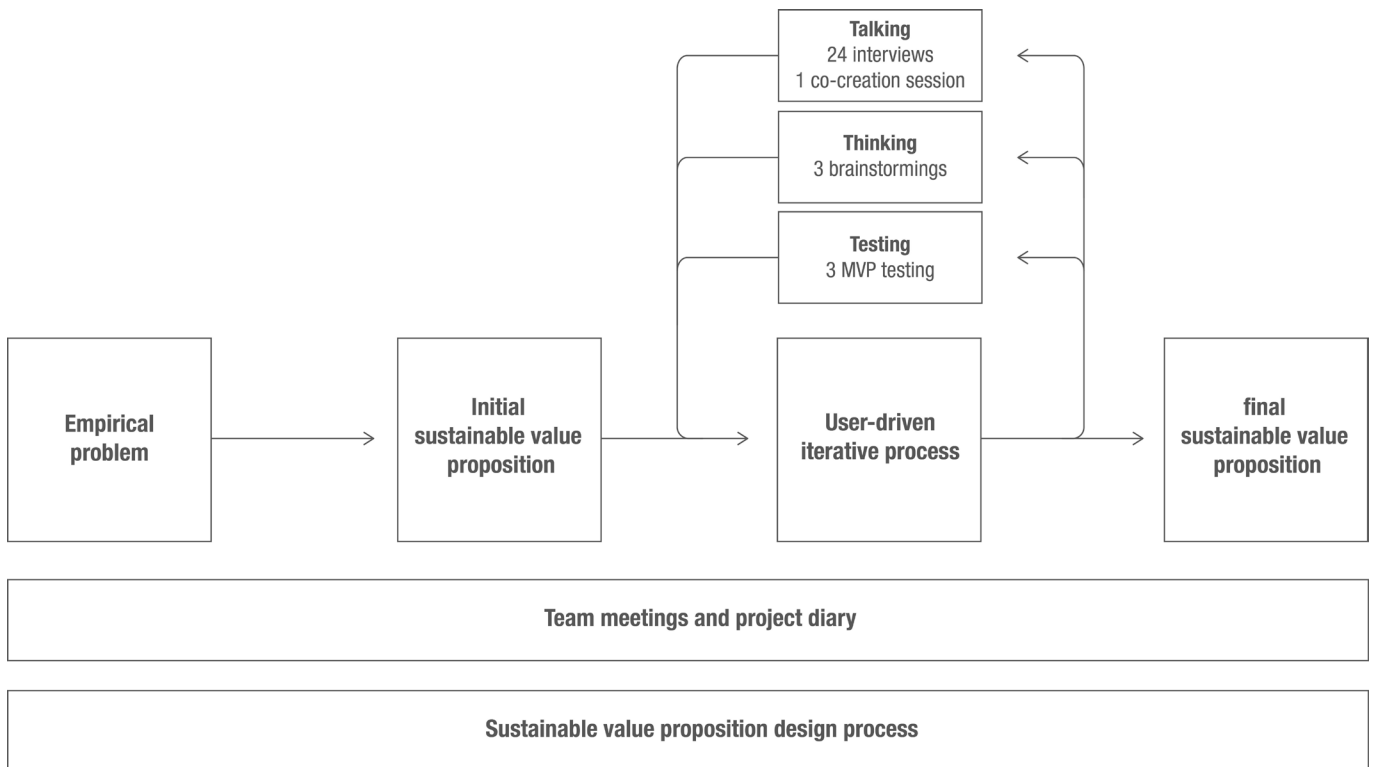 Talking
24 interviews
1 co-creation session
Thinking
3 brainstormings
Testing
3 MVP testing
Empirical
problem
Initial
sustainable value
proposition
User-driven
iterative process
final
sustainable value
proposition
Team meetings and project diary
Sustainable value proposition design process